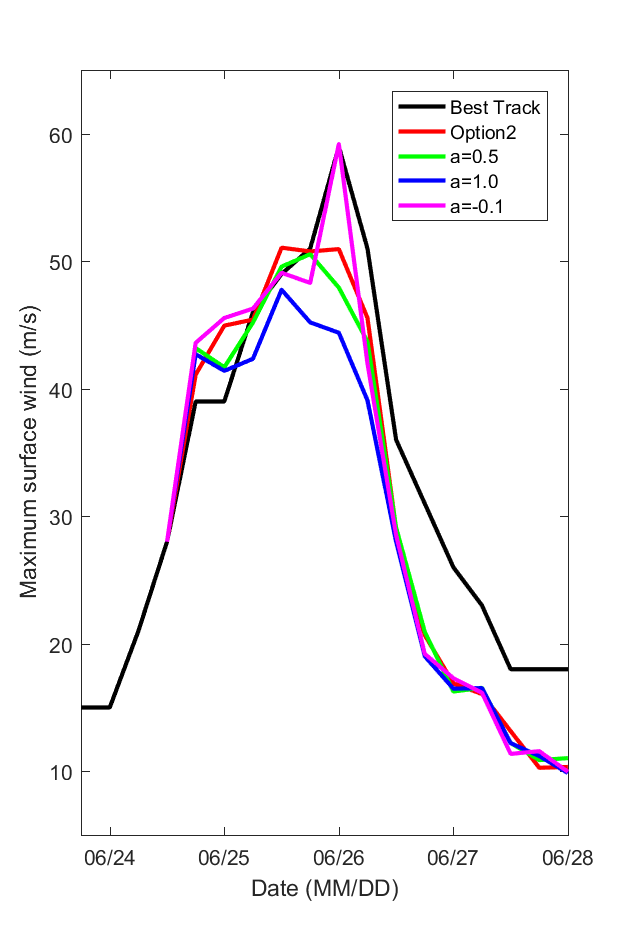 60
50
40
30
20
10
Maximum surface wind (m/s)
Best Track
Option2
a=0.5
a=1.0
a=-0.1
06/24 06/25 06/26 06/27 06/28
Date (MM/DD)